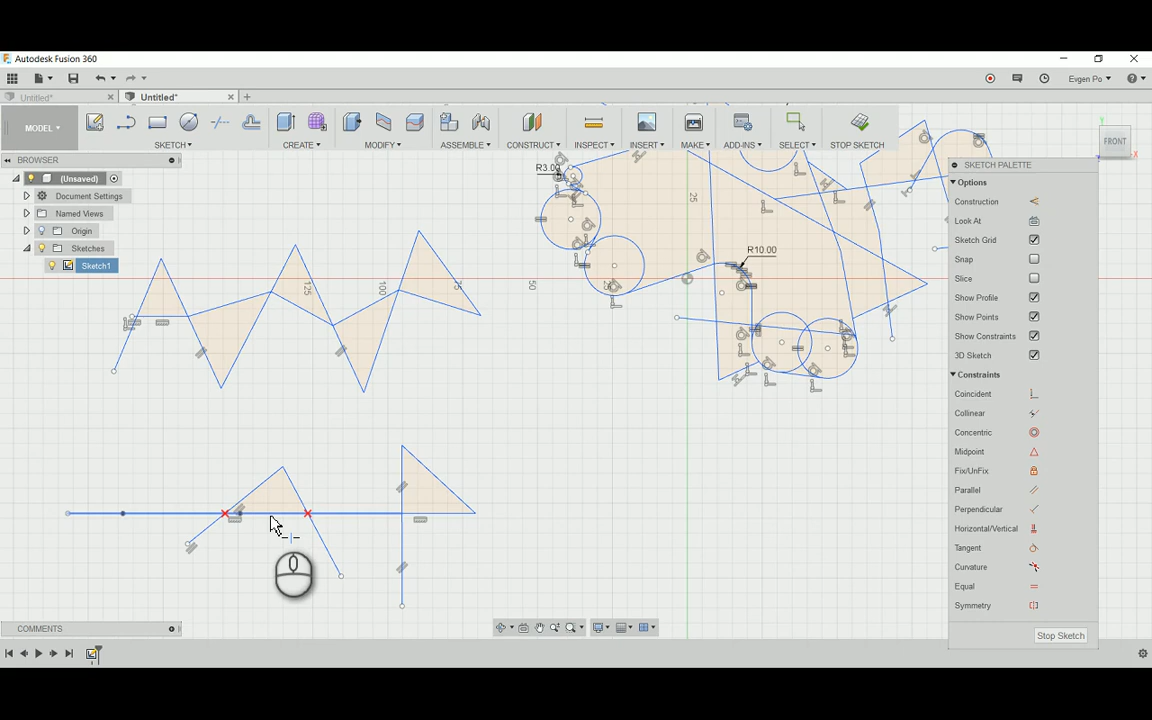 Autodesk Fusion 360
Evgen Po
Untitled*
Untitled*
MODEL
SKETCH
CREATE
MODIFY
ASSEMBLE
CONSTRUCT
INSPECT
INSERT
MAKE
ADD-INS
SELECT
STOP SKETCH
BROWSER
(Unsaved)
Document Settings
Named Views
Origin
Sketches
Sketch1
R3.00
R10.00
125
100
75
50
25
25
FRONT
X
SKETCH PALETTE
Options
Construction
Look At
Sketch Grid
Snap
Slice
Show Profile
Show Points
Show Constraints
3D Sketch
Constraints
Coincident
Collinear
Concentric
Midpoint
Fix/UnFix
Parallel
Perpendicular
Horizontal/Vertical
Tangent
Curvature
Equal
Symmetry
Stop Sketch
COMMENTS